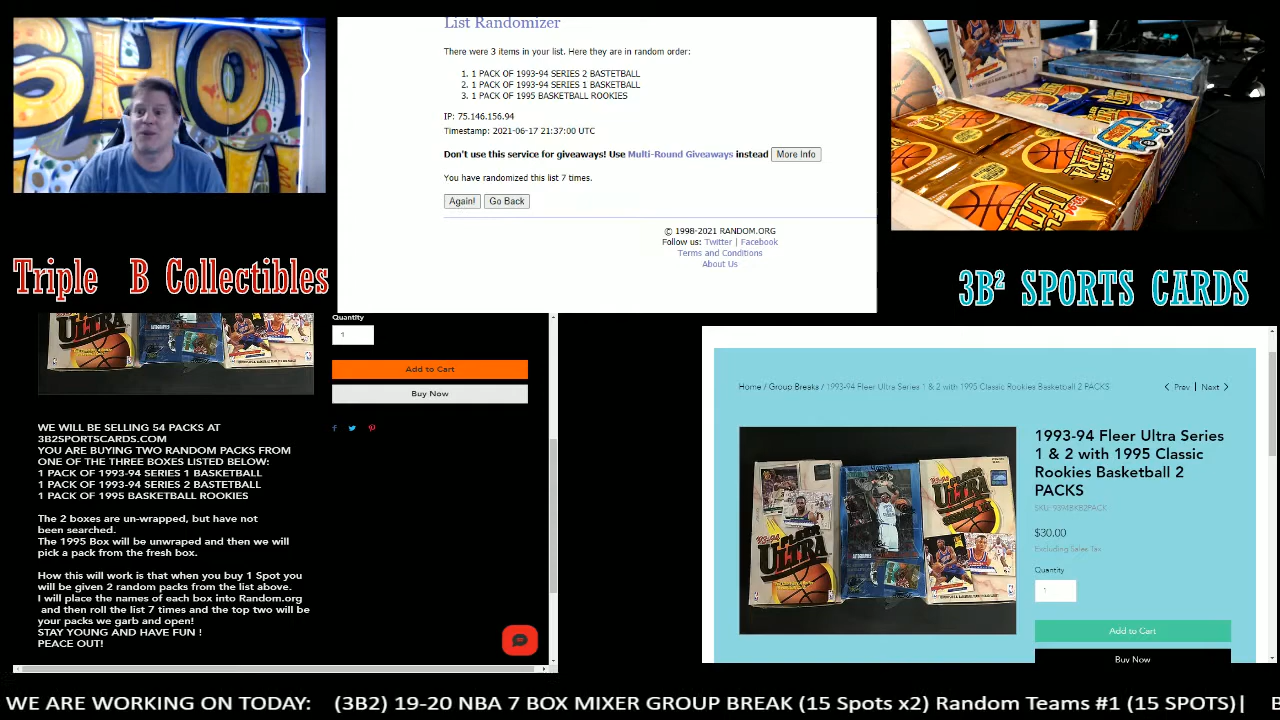 SHO
List Randomizer
There were 3 items in your list. Here they are in random order:
1. 1 PACK OF 1993-94 SERIES 2 BASTETBALL
2. 1 PACK OF 1993-94 SERIES 1 BASKETBALL
3. 1 PACK OF 1995 BASKETBALL ROOKIES
IP: 75.146.156.94
Timestamp: 2021-06-17 21:37:00 UTC
Don't use this service for giveaways! Use Multi-Round Giveaways instead More Info
You have randomized this list 7 times.
Again! Go Back
© 1998-2021 RANDOM.ORG
Follow us: Twitter | Facebook
Terms and Conditions
About Us
FLEER
ULTRA
Triple B Collectibles
3B² SPORTS CARDS
ULTRA
Quantity
1
Add to Cart
Buy Now
WE WILL BE SELLING 54 PACKS AT
3B2SPORTSCARDS.COM
YOU ARE BUYING TWO RANDOM PACKS FROM
ONE OF THE THREE BOXES LISTED BELOW:
1 PACK OF 1993-94 SERIES 1 BASKETBALL
1 PACK OF 1993-94 SERIES 2 BASTETBALL
1 PACK OF 1995 BASKETBALL ROOKIES
The 2 boxes are un-wrapped, but have not
been searched.
The 1995 Box will be unwraped and then we will
pick a pack from the fresh box.
How this will work is that when you buy 1 Spot you
will be given 2 random packs from the list above.
I will place the names of each box into Random.org
and then roll the list 7 times and the top two will be
your packs we garb and open!
STAY YOUNG AND HAVE FUN !
PEACE OUT!
Home / Group Breaks / 1993-94 Fleer Ultra Series 1 & 2 with 1995 Classic Rookies Basketball 2 PACKS
Prev | Next
1993-94 Fleer Ultra Series
1 & 2 with 1995 Classic
Rookies Basketball 2
PACKS
SKU: 9394BKB2PACK
$30.00
Excluding Sales Tax
Quantity
1
Add to Cart
Buy Now
FLEER
ULTRA
ULTRA
WE ARE WORKING ON TODAY: (3B2) 19-20 NBA 7 BOX MIXER GROUP BREAK (15 Spots x2) Random Teams #1 (15 SPOTS)|